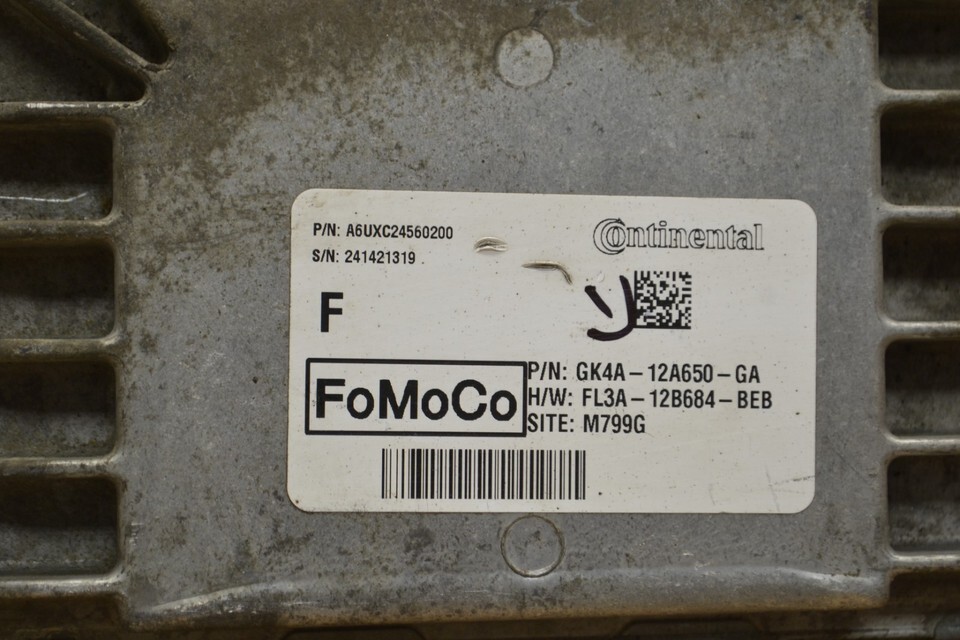 P/N: A6UXC24560200
S/N: 241421319
Continental
F
FoMoCo
P/N: GK4A-12A650-GA
H/W: FL3A-12B684-BEB
SITE: M799G